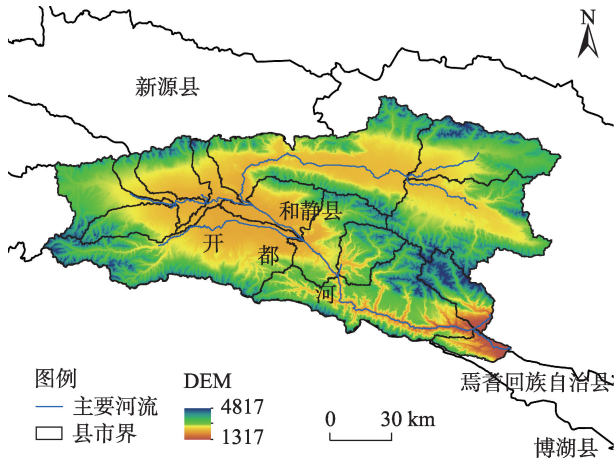 N
新源县
和静县
开
都
河
焉耆回族自治县
博湖县
图例
主要河流
县市界
DEM
4817
1317
0 30 km